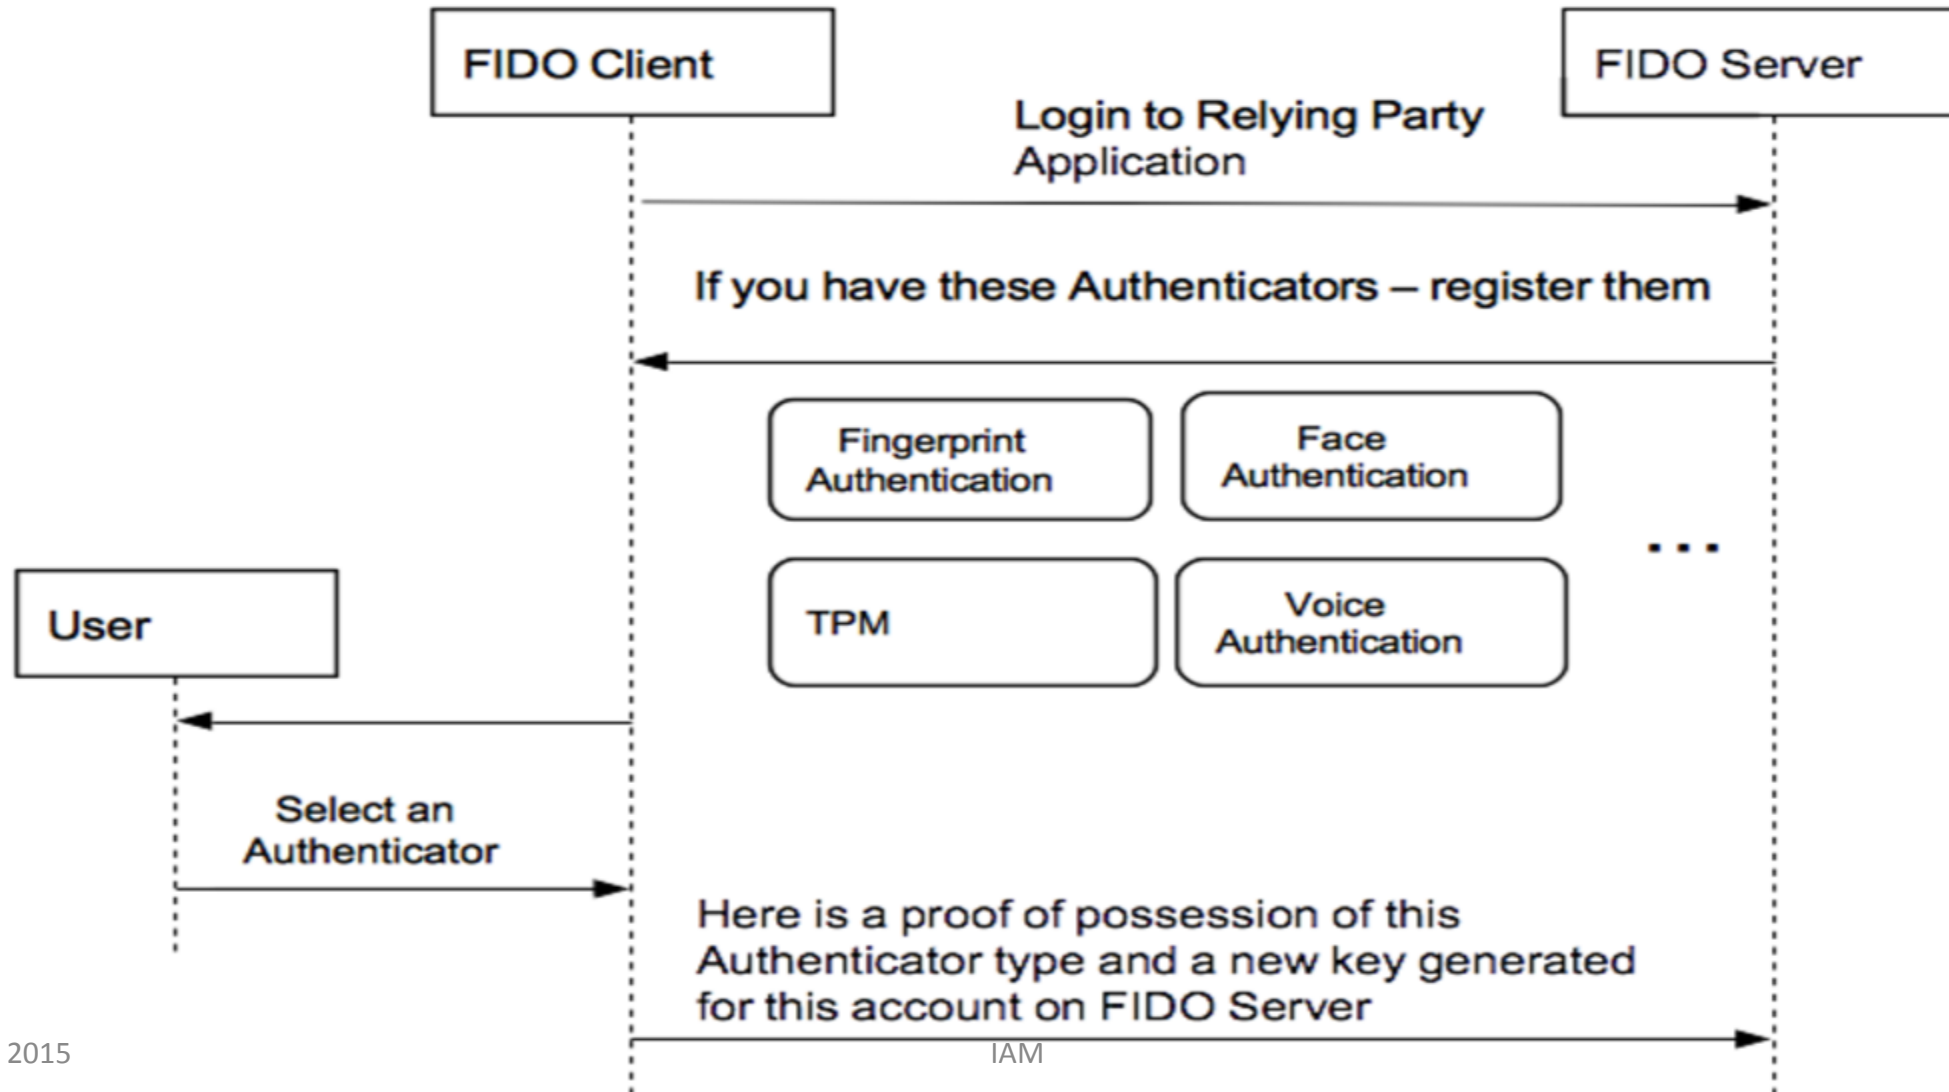 FIDO Client
FIDO Server
Login to Relying Party
Application
If you have these Authenticators – register them
Fingerprint
Authentication
Face
Authentication
...
TPM
Voice
Authentication
User
Select an
Authenticator
Here is a proof of possession of this
Authenticator type and a new key generated
for this account on FIDO Server
2015
IAM